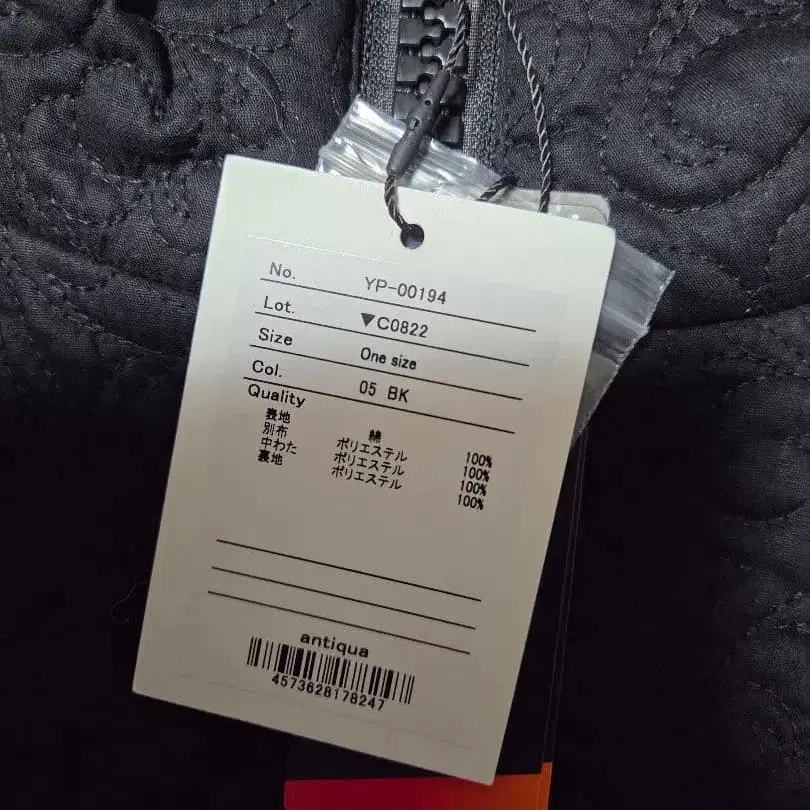 No. YP-00194
Lot. ▼C0822
Size One size
Col. 05 BK
Quality
表地 綿 100%
別布 ポリエステル 100%
中わた ポリエステル 100%
裏地 ポリエステル 100%
antiqua
4573628178247